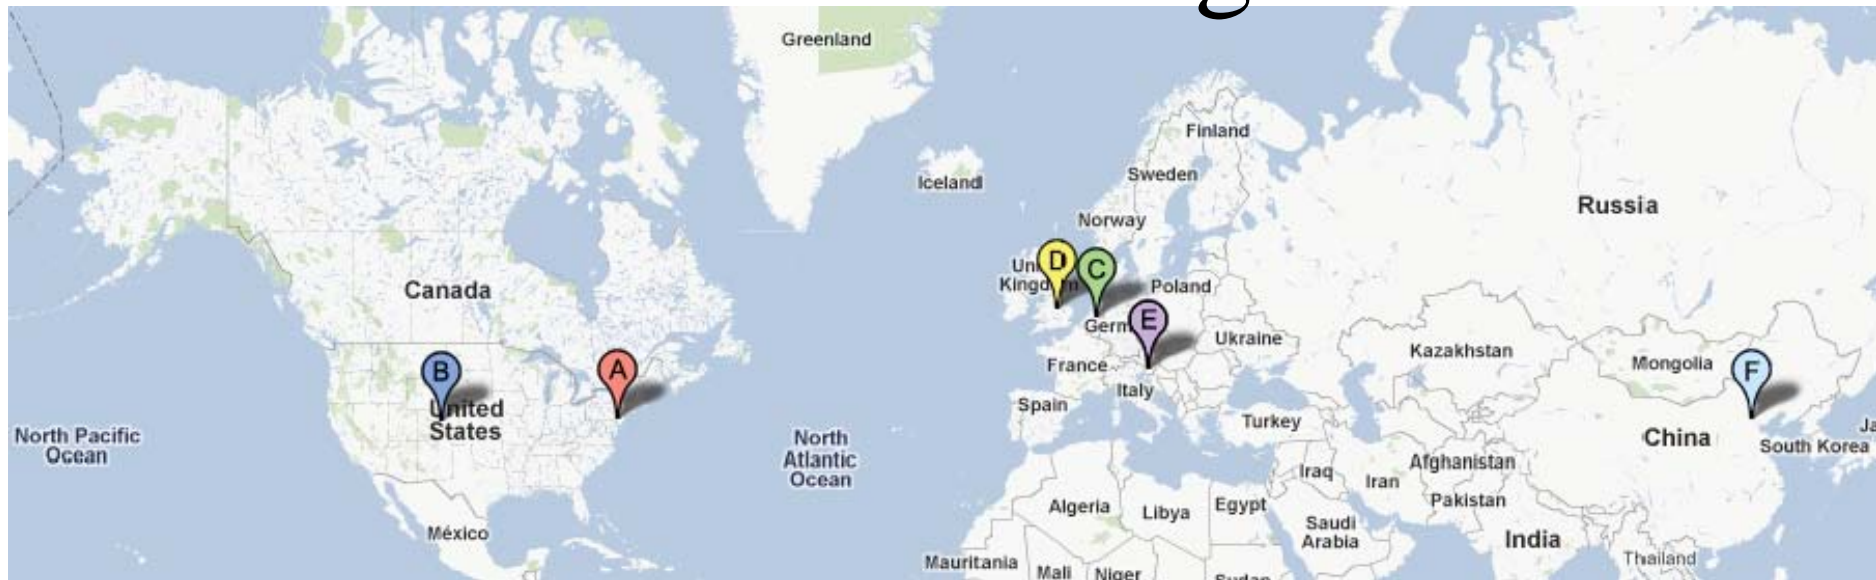 g
Greenland
Finland
Iceland
Sweden
Norway
Russia
D
C
Kingd
Poland
Canada
E
Germ
Ukraine
Kazakhstan
Mongolia
France
B
A
F
Italy
Spain
United
States
Turkey
North Pacific
Ocean
North
Atlantic
Ocean
China
South Korea
Iraq
Iran
Afghanistan
Pakistan
Algeria
Libya
Egypt
Saudi
Arabia
México
India
Thailand
Mauritania
Mali
Niger
Sudan